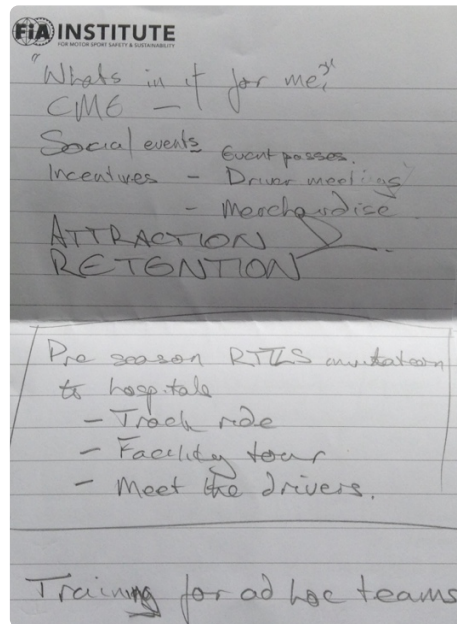 FiA INSTITUTE
FOR MOTOR SPORT SAFETY & SUSTAINABILITY
"Whats in it for me?"
CME –
Social events Event passes.
Incentives - Driver meetings
- Merchandise
ATTRACTION
RETENTION
Pre season invitation
to hospitals
- Track ride
- Facility tour
- Meet the drivers.
Training for ad hoc teams